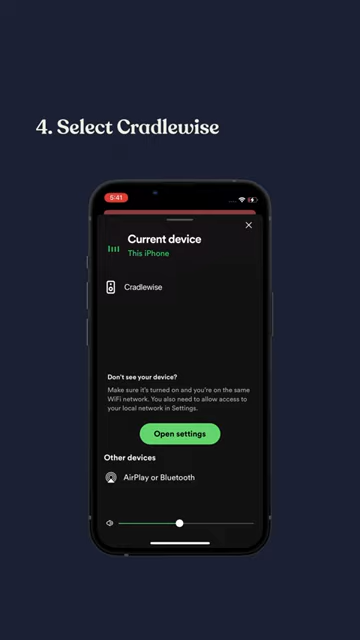 4. Select Cradlewise
5:41
Current device
This iPhone
Cradlewise
Don't see your device?
Make sure it's turned on and you're on the same
WiFi network. You also need to allow access to
your local network in Settings.
Open settings
Other devices
AirPlay or Bluetooth